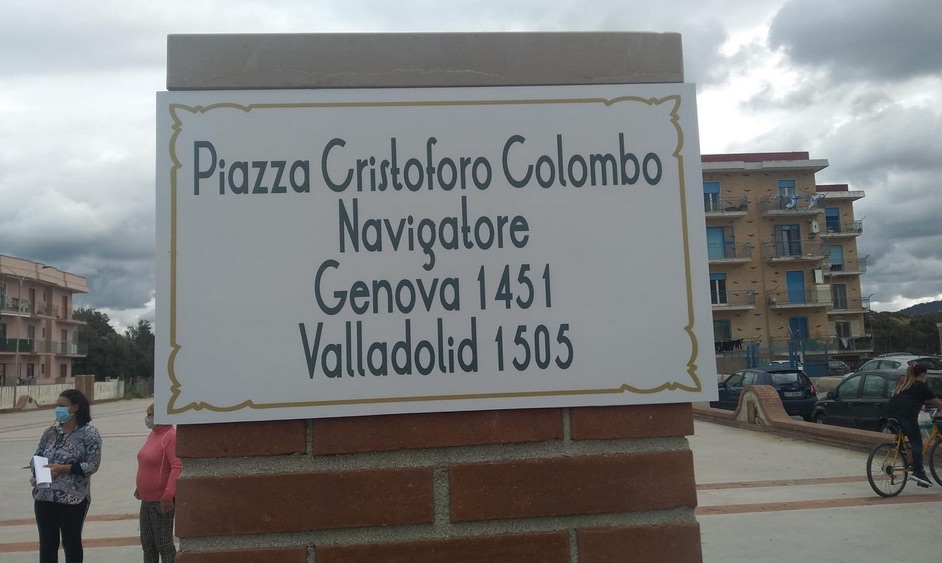 Piazza Cristoforo Colombo
Navigatore
Genova 1451
Valladolid 1505